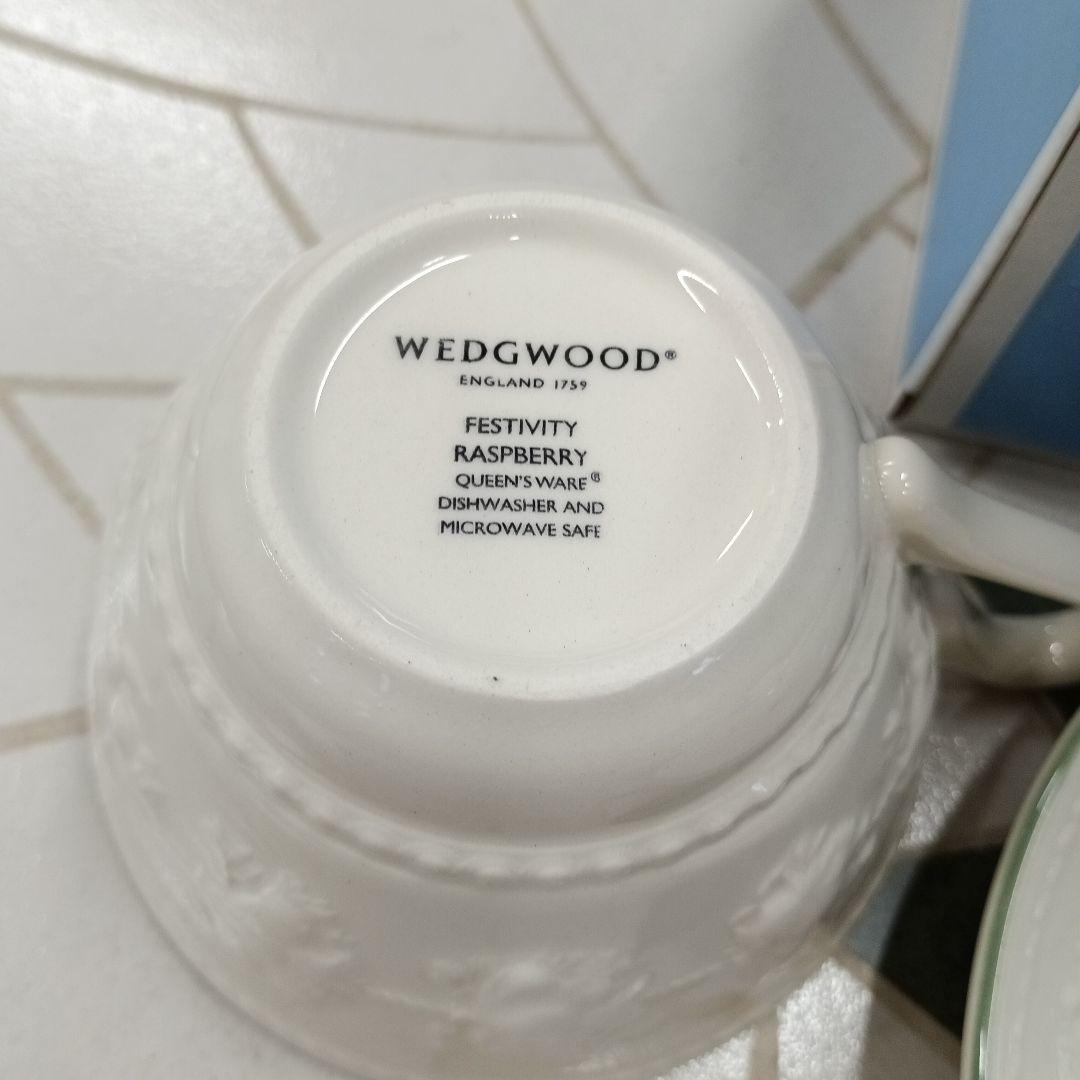 WEDGWOOD®
ENGLAND 1759
FESTIVITY
RASPBERRY
QUEEN'S WARE®
DISHWASHER AND
MICROWAVE SAFE